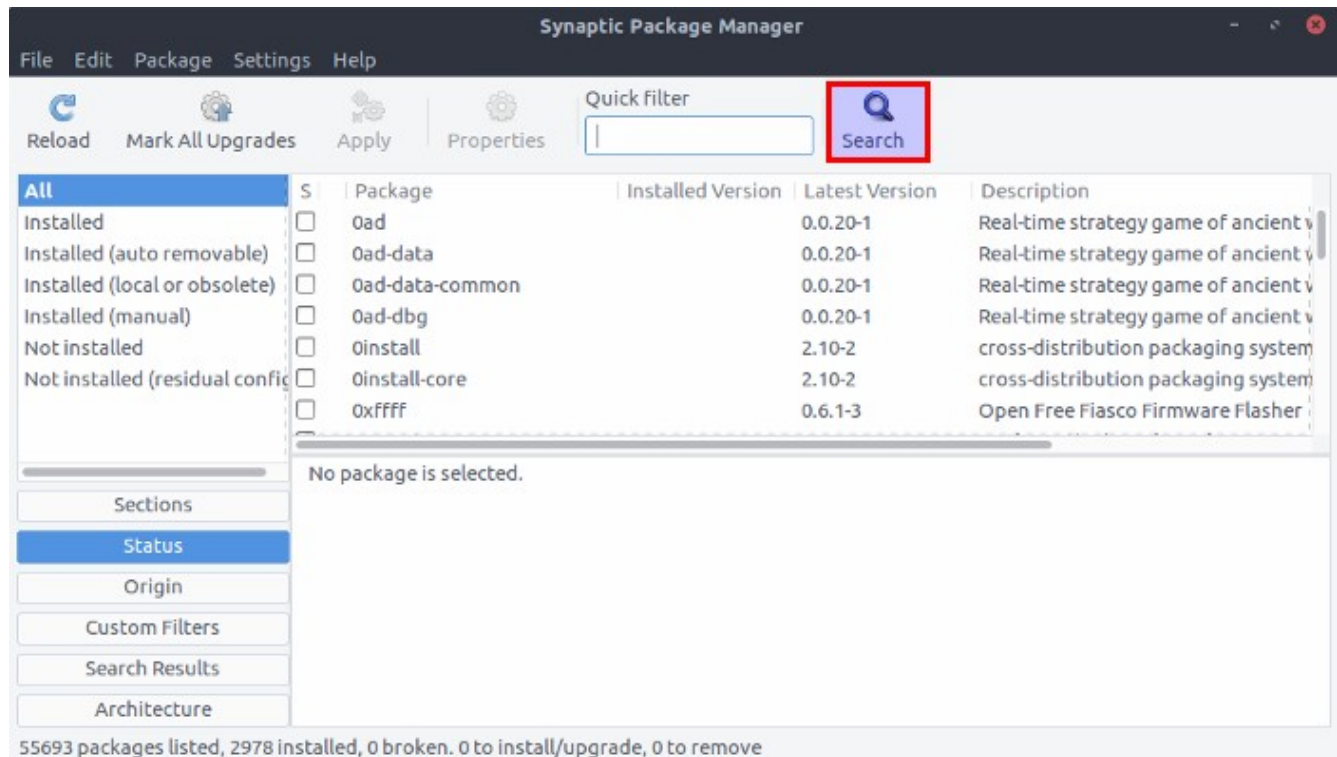 Synaptic Package Manager
File Edit Package Settings Help
Quick filter
Reload Mark All Upgrades Apply Properties Search
All
Installed
Installed (auto removable)
Installed (local or obsolete)
Installed (manual)
Not installed
Not installed (residual config
S Package Installed Version Latest Version Description
0ad 0.0.20-1 Real-time strategy game of ancient
0ad-data 0.0.20-1 Real-time strategy game of ancient
0ad-data-common 0.0.20-1 Real-time strategy game of ancient
0ad-dbg 0.0.20-1 Real-time strategy game of ancient
0install 2.10-2 cross-distribution packaging system
0install-core 2.10-2 cross-distribution packaging system
0xffff 0.6.1-3 Open Free Fiasco Firmware Flasher
No package is selected.
Sections
Status
Origin
Custom Filters
Search Results
Architecture
55693 packages listed, 2978 installed, 0 broken. 0 to install/upgrade, 0 to remove